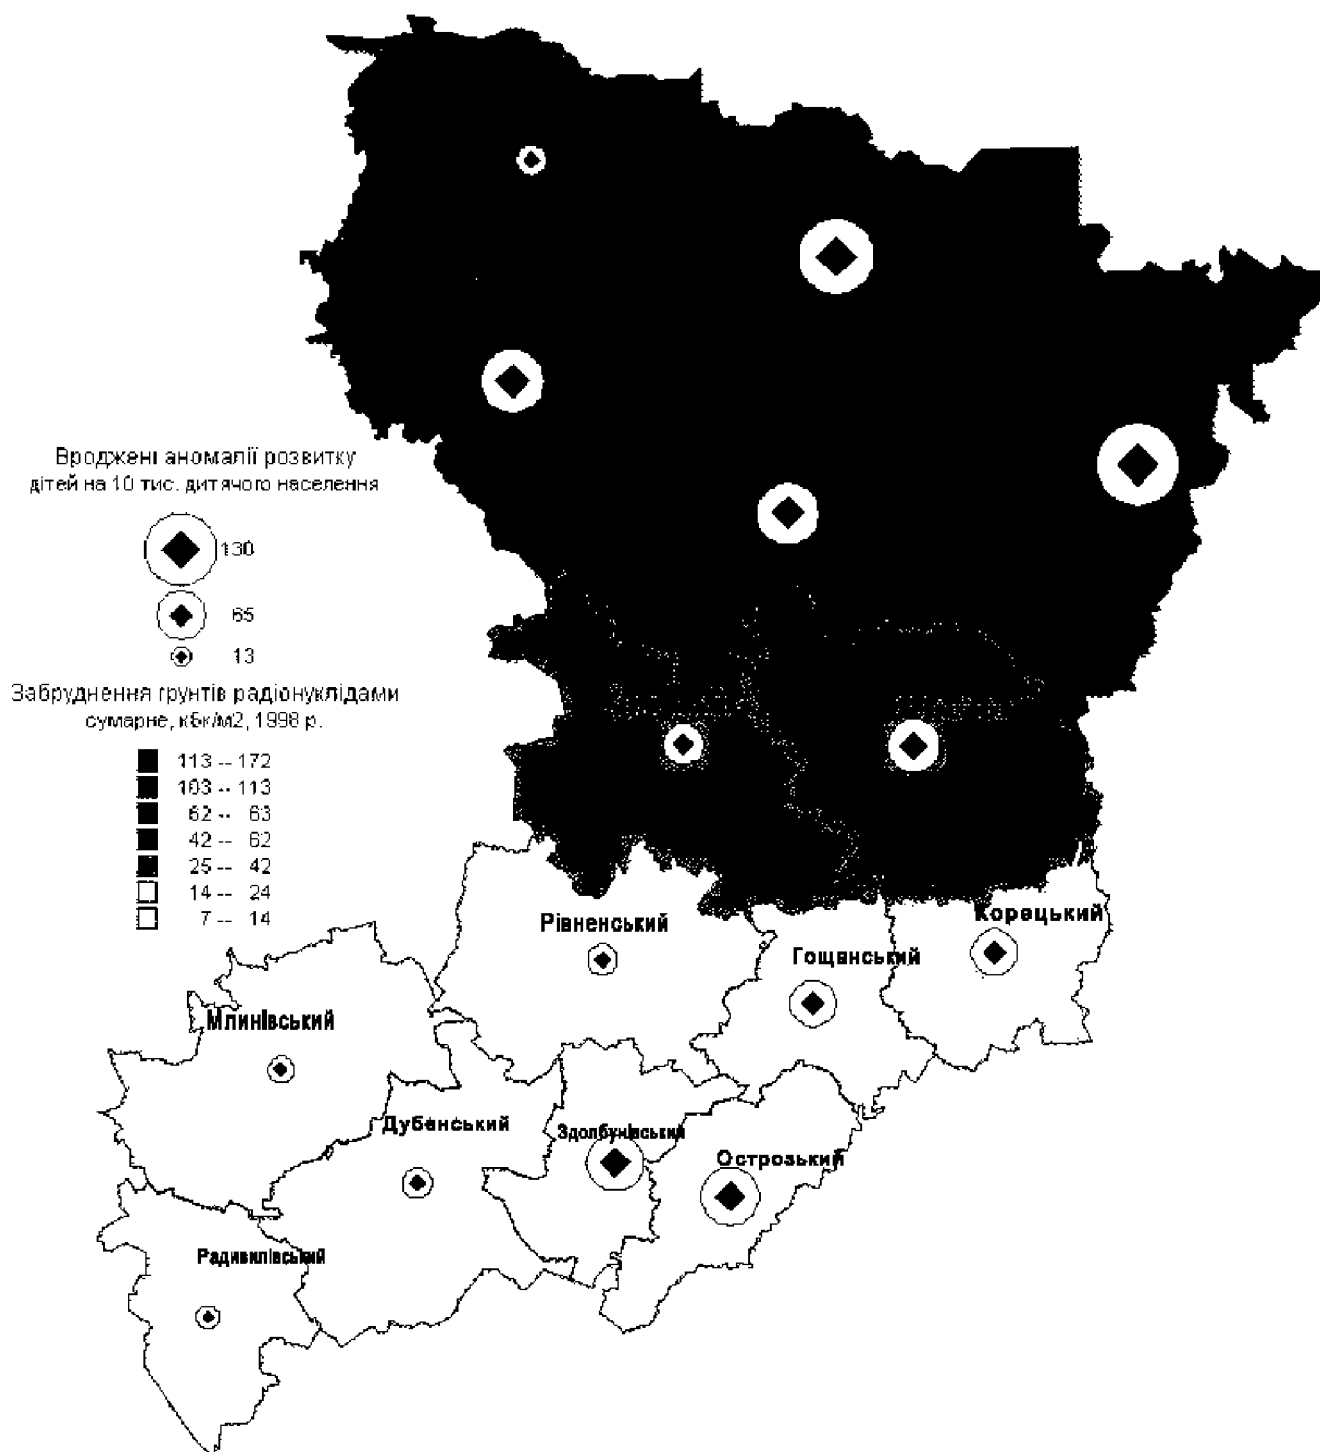 Вроджені аномалії розвитку
дітей на 10 тис. дитячого населення
130
65
13
Забруднення грунтів радіонуклідами
сумарне, кБк/м2, 1998 р.
113 -- 172
103 -- 113
62 -- 63
42 -- 62
25 -- 42
14 -- 24
7 -- 14
Корецький
Рівненський
Гощанський
Млинівський
Дубенський
Здолбунівський
Острозький
Радивилівський